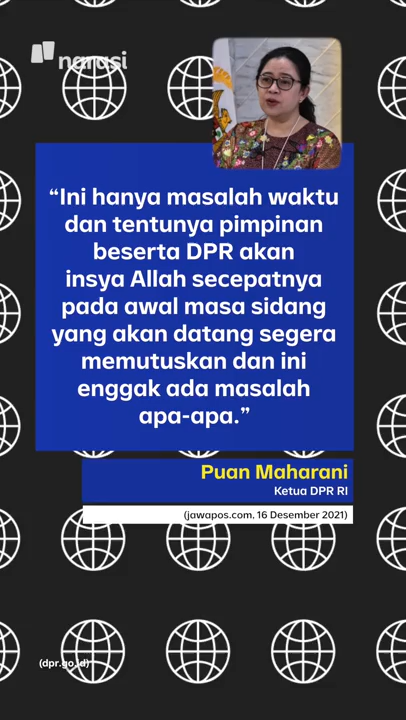 narasi
“Ini hanya masalah waktu
dan tentunya pimpinan
beserta DPR akan
insya Allah secepatnya
pada awal masa sidang
yang akan datang segera
memutuskan dan ini
enggak ada masalah
apa-apa.”
Puan Maharani
Ketua DPR RI
(jawapos.com, 16 Desember 2021)
(dpr.go.id)